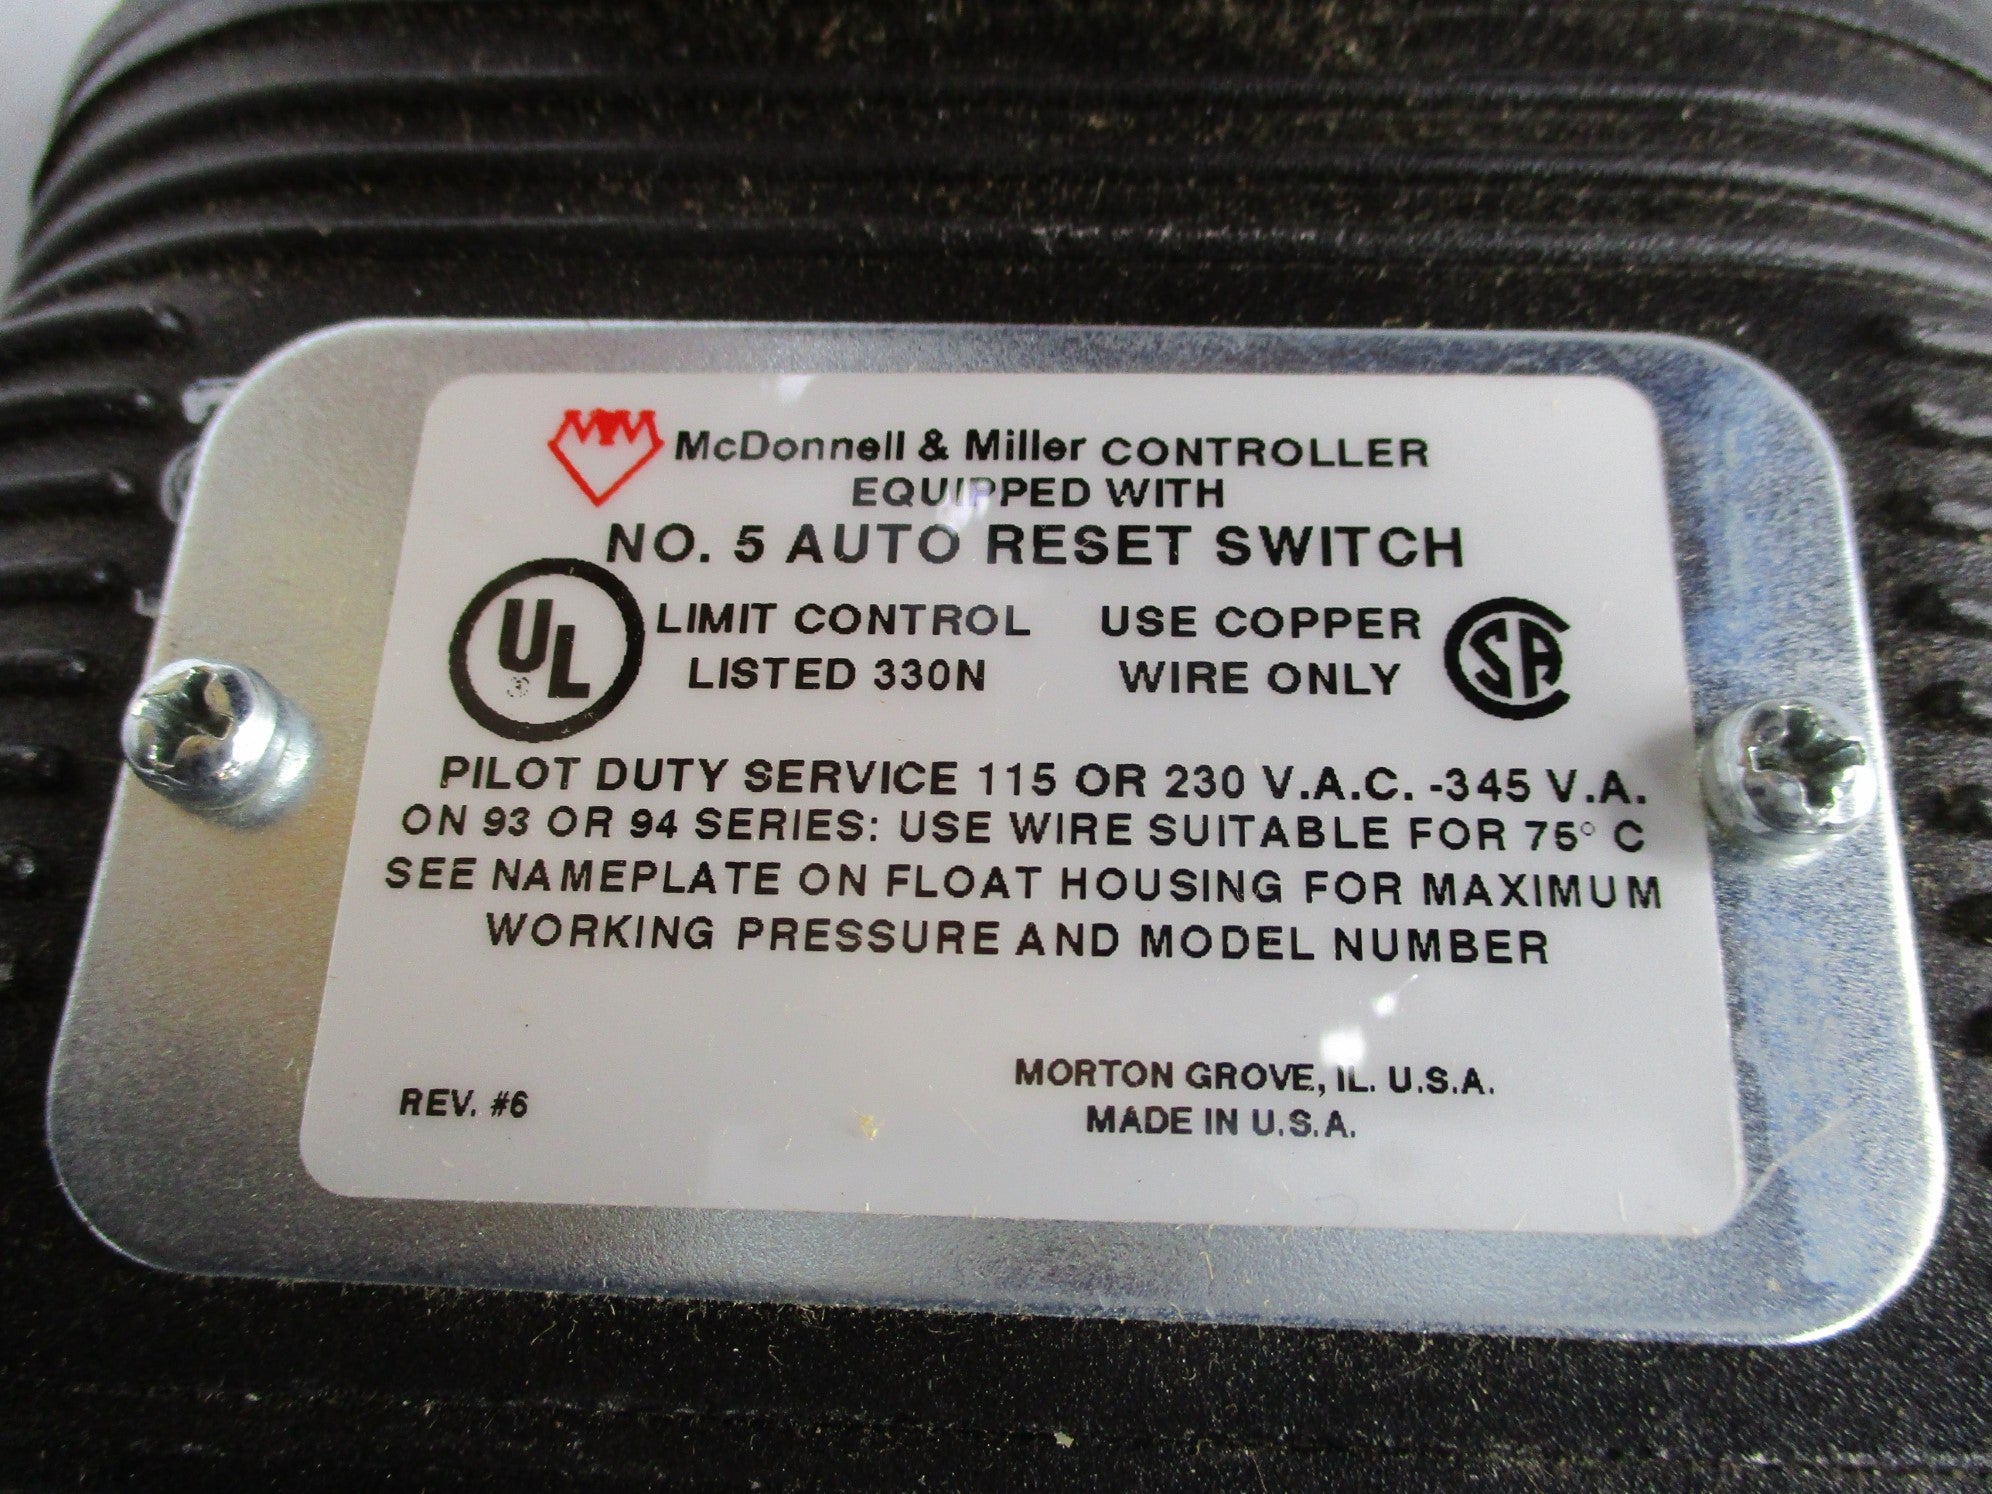 McDonnell & Miller CONTROLLER
EQUIPPED WITH
NO. 5 AUTO RESET SWITCH
UL LIMIT CONTROL USE COPPER SA
LISTED 330N WIRE ONLY
PILOT DUTY SERVICE 115 OR 230 V.A.C. -345 V.A.
ON 93 OR 94 SERIES: USE WIRE SUITABLE FOR 75° C
SEE NAMEPLATE ON FLOAT HOUSING FOR MAXIMUM
WORKING PRESSURE AND MODEL NUMBER
MORTON GROVE, IL. U.S.A.
REV. #6 MADE IN U.S.A.